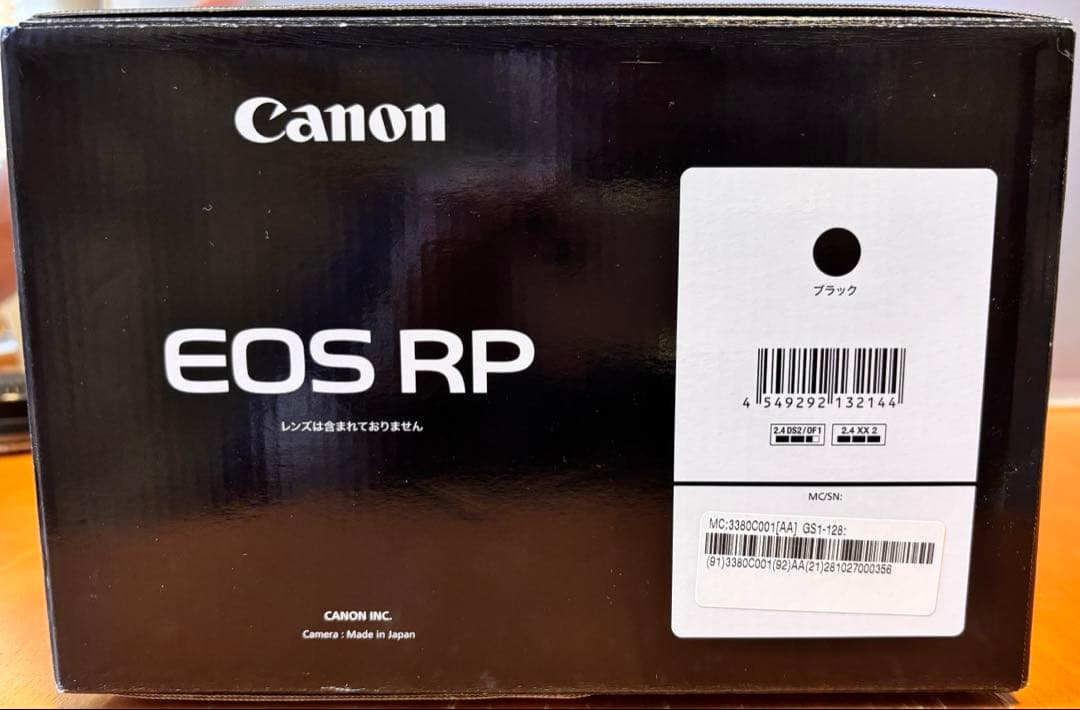 Canon
EOS RP
レンズは含まれておりません
CANON INC.
Camera : Made in Japan
ブラック
4 549292 132144
2.4 DS2/0F1
2.4 XX 2
MC/SN:
MC:3380C001[AA] GS1-128:
(91)3380C001(92)AA(21)281027000356